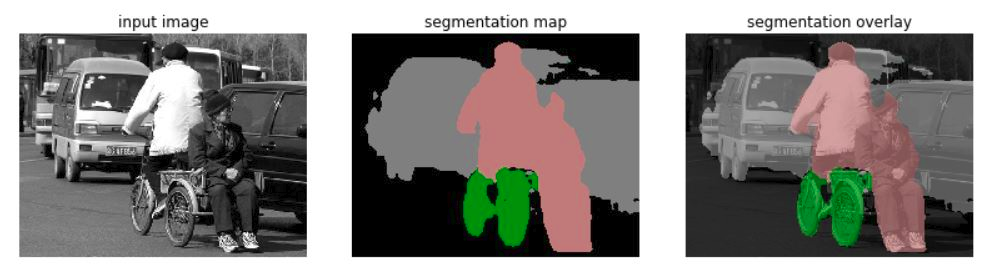 input image
segmentation map
segmentation overlay